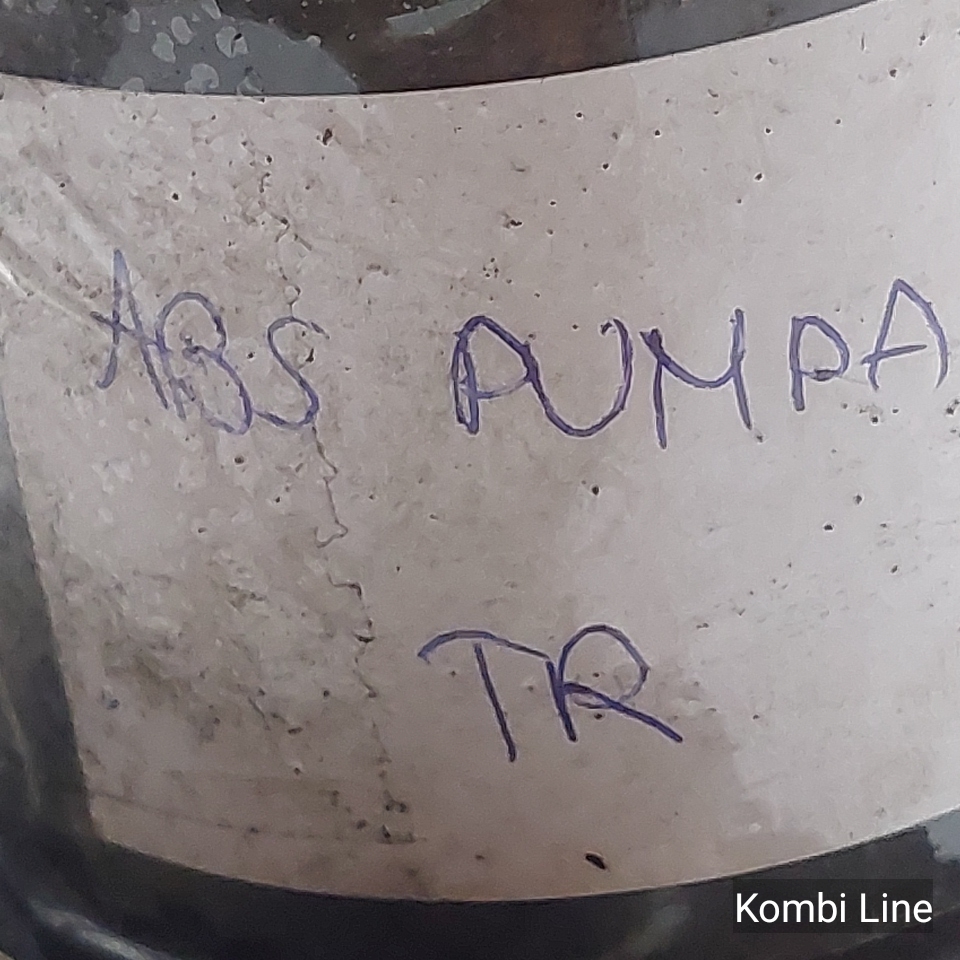 ABS PUMPA
TR
Kombi Line